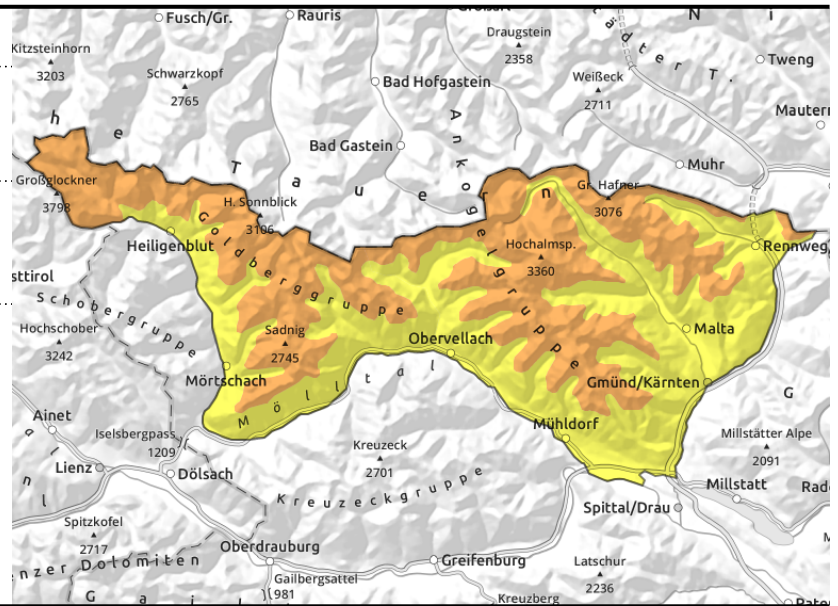 Fusch/Gr.
Rauris
N i
Kitzsteinhorn
3203
Draugstein
2358
Tweng
Schwarzkopf
2765
Bad Hofgastein
Weißeck
2711
Bad Gastein
Muhr
h e T a u e r n
Großglockner
3798
H. Sonnblick
3106
Gr. Hafner
3076
Heiligenblut
Goldberggruppe
Ankogelgruppe
Hochalmsp.
3360
Rennweg
Schobergruppe
Hochschober
3242
Sadnig
2745
Obervellach
Malta
Mörtschach
Mölltal
Gmünd/Kärnten
G
Ainet
Iselsbergpass
1209
Kreuzeck
2701
Mühldorf
Millstätter Alpe
2091
Lienz
Dölsach
Kreuzeckgruppe
Millstatt
Spittal/Drau
Spitzkofel
2717
Oberdrauburg
Greifenburg
Latschur
2236
Gailbergsattel
981
Kreuzberg
Dolomiten
G a i l